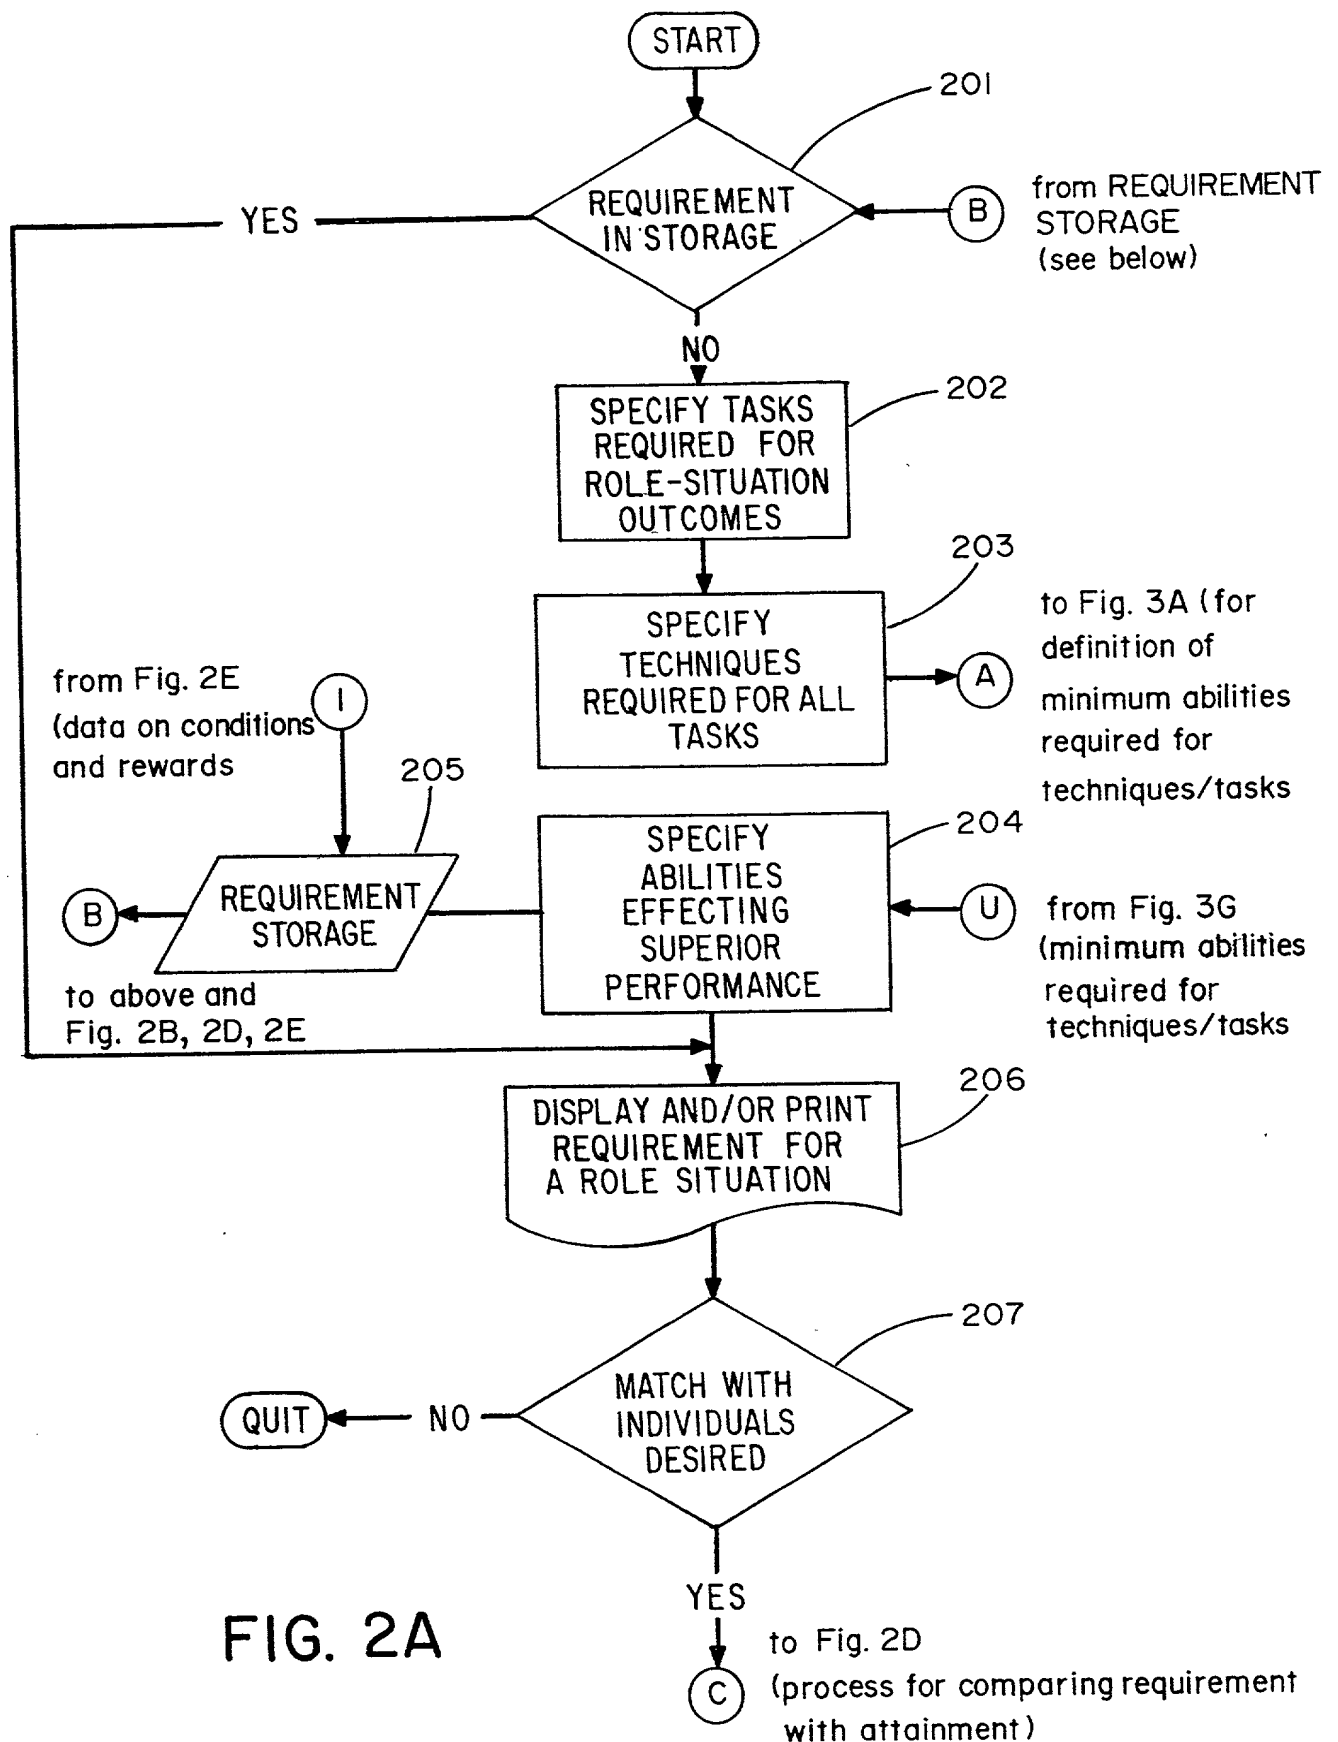 START
201
REQUIREMENT
IN STORAGE
B
from REQUIREMENT
STORAGE
(see below)
YES
NO
202
SPECIFY TASKS
REQUIRED FOR
ROLE-SITUATION
OUTCOMES
203
SPECIFY
TECHNIQUES
REQUIRED FOR ALL
TASKS
A
to Fig. 3A (for
definition of
minimum abilities
required for
techniques/tasks
from Fig. 2E
(data on conditions
and rewards
I
205
REQUIREMENT
STORAGE
B
to above and
Fig. 2B, 2D, 2E
204
SPECIFY
ABILITIES
EFFECTING
SUPERIOR
PERFORMANCE
U
from Fig. 3G
(minimum abilities
required for
techniques/tasks
206
DISPLAY AND/OR PRINT
REQUIREMENT FOR
A ROLE SITUATION
207
MATCH WITH
INDIVIDUALS
DESIRED
NO
QUIT
YES
C
to Fig. 2D
(process for comparing requirement
with attainment)
FIG. 2A